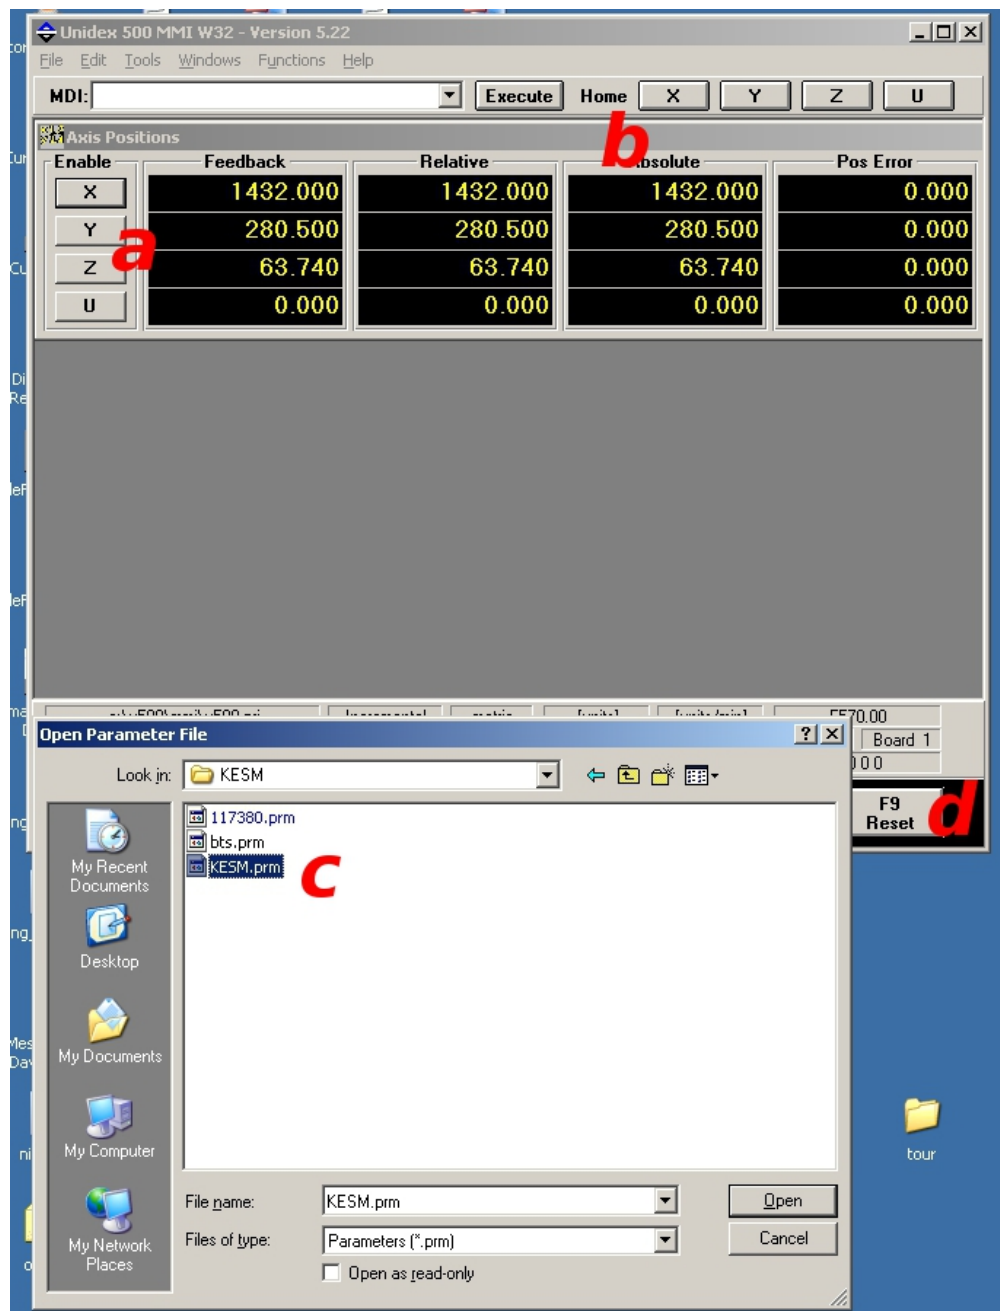 Unidex 500 MMI W32 - Version 5.22
File Edit Tools Windows Functions Help
MDI: Execute Home X Y Z U
b
Axis Positions
Enable Feedback Relative Absolute Pos Error
X 1432.000 1432.000 1432.000 0.000
Y 280.500 280.500 280.500 0.000
a
Z 63.740 63.740 63.740 0.000
U 0.000 0.000 0.000 0.000
Open Parameter File
Board 1
Look in: KESM
F9
Reset
d
117380.prm
bts.prm
KESM.prm
c
My Recent
Documents
Desktop
My Documents
My Computer
My Network
Places
tour
File name: KESM.prm Open
Files of type: Parameters (*.prm) Cancel
Open as read-only